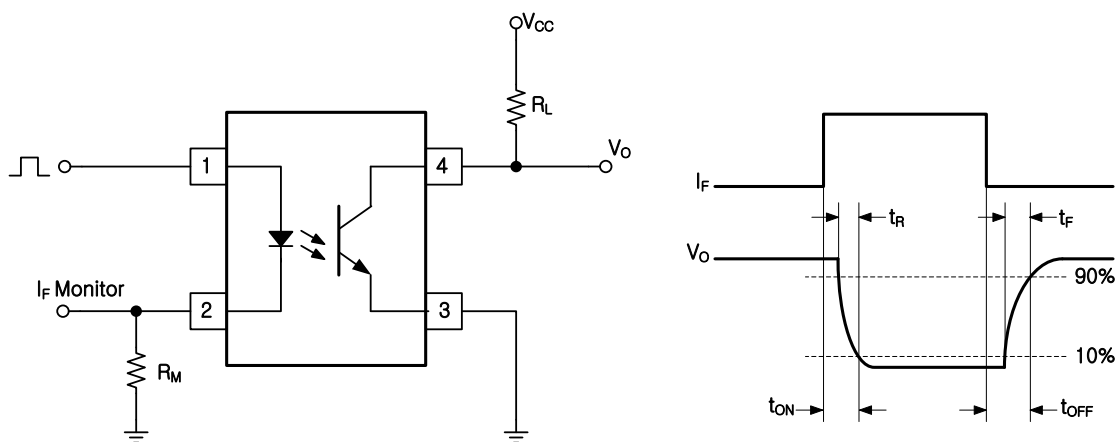 VCC
RL
VO
1
4
IF Monitor
2
3
RM
IF
tR
tF
VO
90%
10%
tON
tOFF